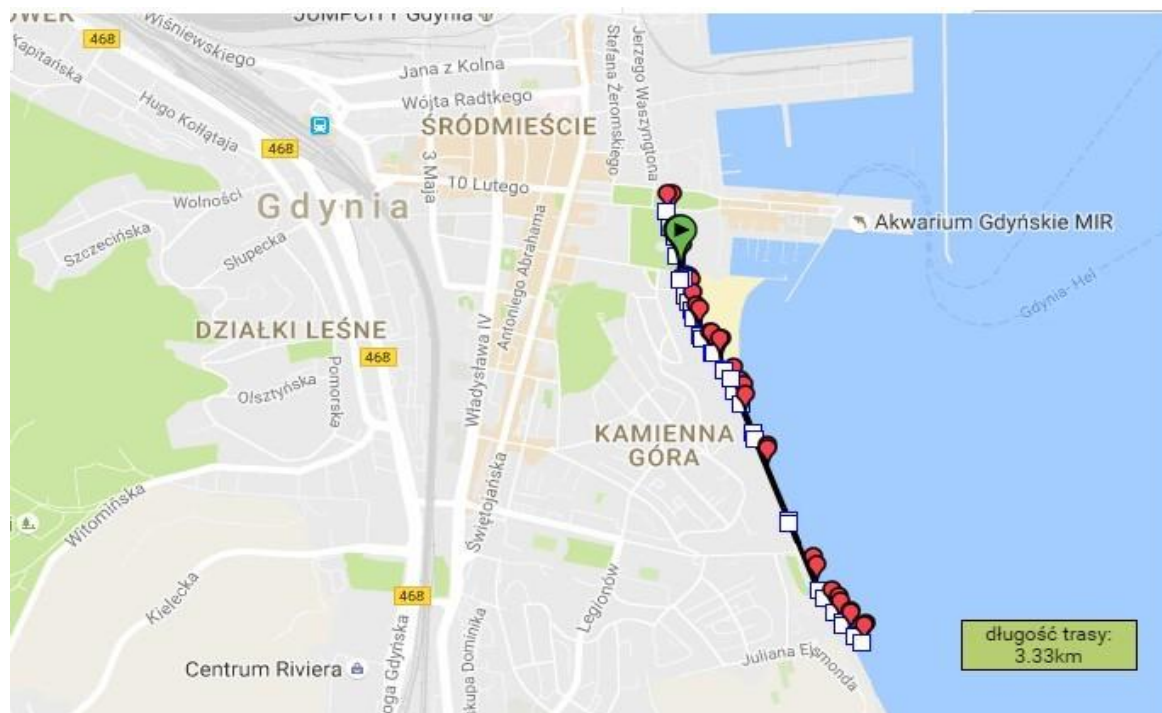 JUMPCITY Gdynia
Wiśniewskiego
468
Kapitańska
Jana z Kolna
Stefana Żeromskiego
Jerzego Waszyngtona
Hugo Kołłątaja
Wójta Radtkego
ŚRÓDMIEŚCIE
468
3 Maja
10 Lutego
Wolności
Gdynia
Akwarium Gdyńskie MIR
Szczecińska
Słupecka
Antoniego Abrahama
Gdynia-Hel
DZIAŁKI LEŚNE
468
Władysława IV
Pomorska
Olsztyńska
KAMIENNA
GÓRA
Świętojańska
Witomińska
Kielecka
468
Legionów
długość trasy:
3.33km
Centrum Riviera
Juliana Ejsmonda